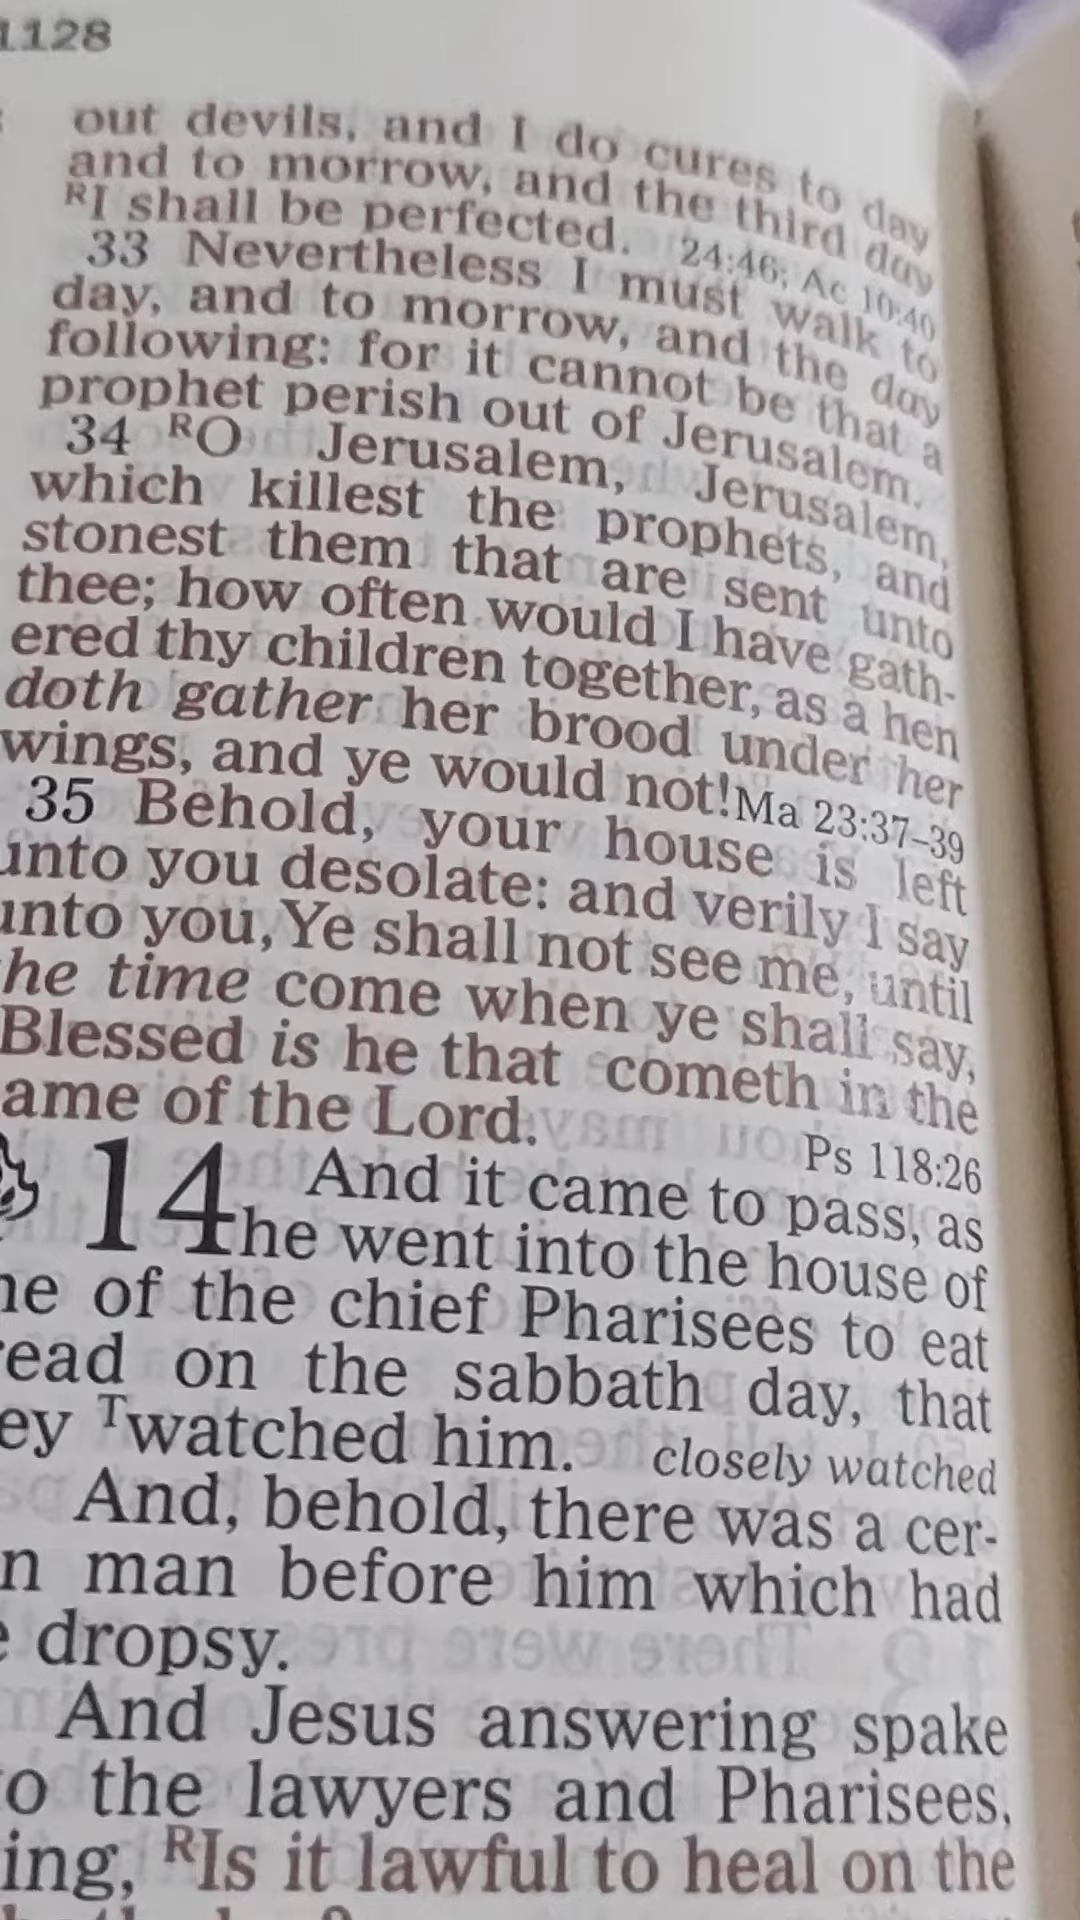 1128
out devils, and I do cures to day
and to morrow, and the third day
RI shall be perfected. 24:46; Ac 10:40
33 Nevertheless I must walk to
day, and to morrow, and the day
following: for it cannot be that a
prophet perish out of Jerusalem.
34 RO Jerusalem, Jerusalem,
which killest the prophets, and
stonest them that are sent unto
thee; how often would I have gath-
ered thy children together, as a hen
doth gather her brood under her
wings, and ye would not! Ma 23:37-39
35 Behold, your house is left
unto you desolate: and verily I say
unto you, Ye shall not see me, until
he time come when ye shall say,
Blessed is he that cometh in the
ame of the Lord. Ps 118:26
14 And it came to pass, as
he went into the house of
ne of the chief Pharisees to eat
read on the sabbath day, that
ey Twatched him. closely watched
And, behold, there was a cer-
n man before him which had
e dropsy.
And Jesus answering spake
o the lawyers and Pharisees,
ing, RIs it lawful to heal on the